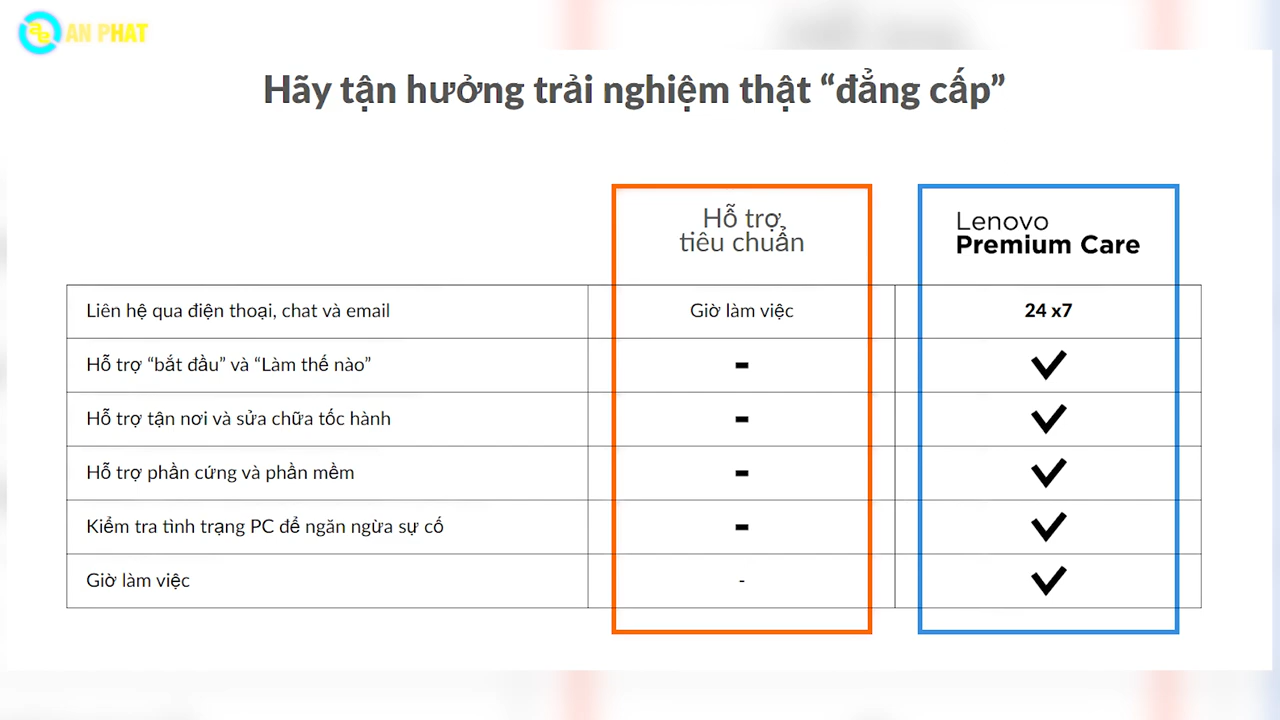 AN PHAT
Hãy tận hưởng trải nghiệm thật “đẳng cấp”
Hỗ trợ
tiêu chuẩn
Lenovo
Premium Care
Liên hệ qua điện thoại, chat và email Giờ làm việc 24 x7
Hỗ trợ “bắt đầu” và “Làm thế nào” - ✓
Hỗ trợ tận nơi và sửa chữa tốc hành - ✓
Hỗ trợ phần cứng và phần mềm - ✓
Kiểm tra tình trạng PC để ngăn ngừa sự cố - ✓
Giờ làm việc - ✓